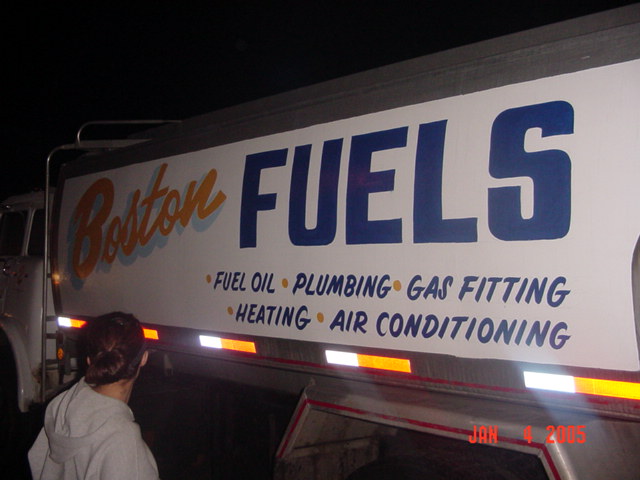 Boston FUELS
• FUEL OIL • PLUMBING • GAS FITTING
• HEATING • AIR CONDITIONING
JAN 4 2005